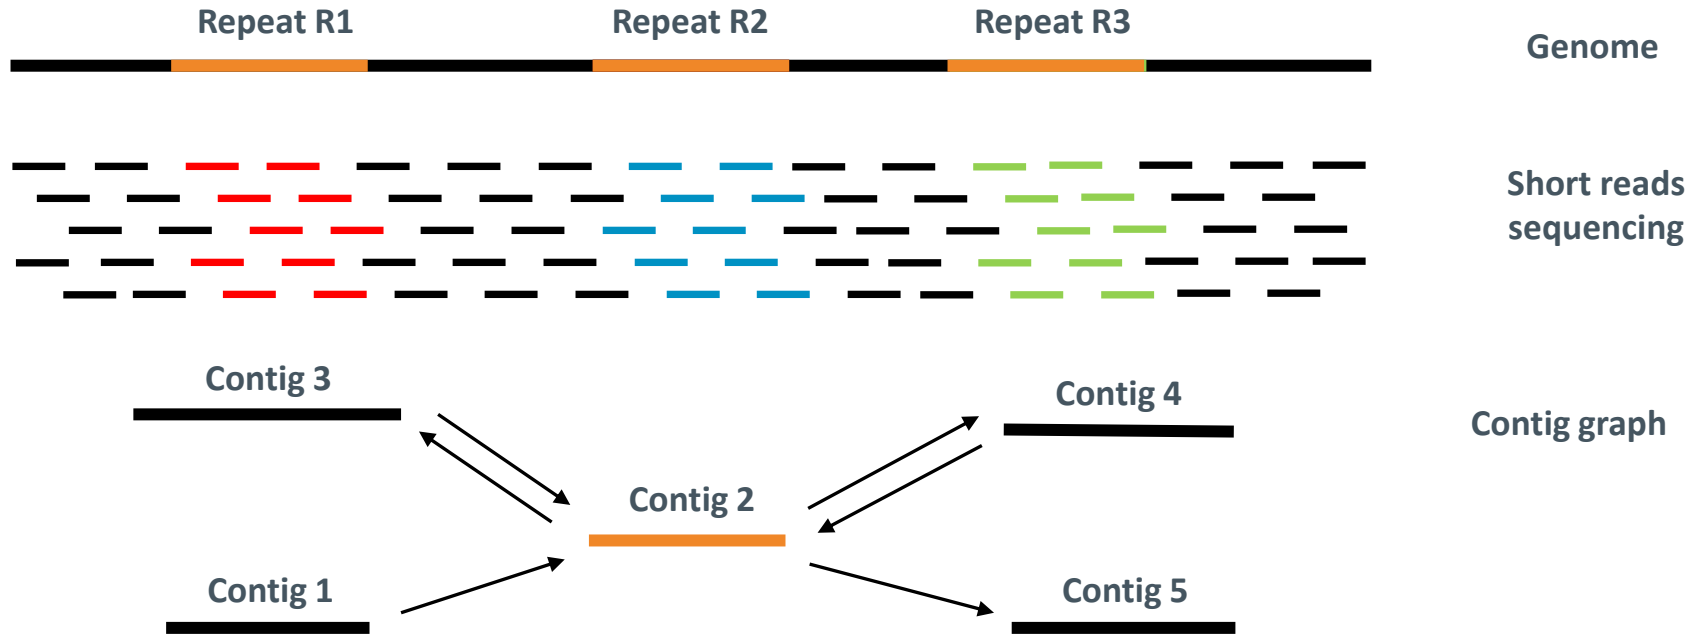 Repeat R1
Repeat R2
Repeat R3
Genome
Short reads
sequencing
Contig 3
Contig 4
Contig graph
Contig 2
Contig 1
Contig 5